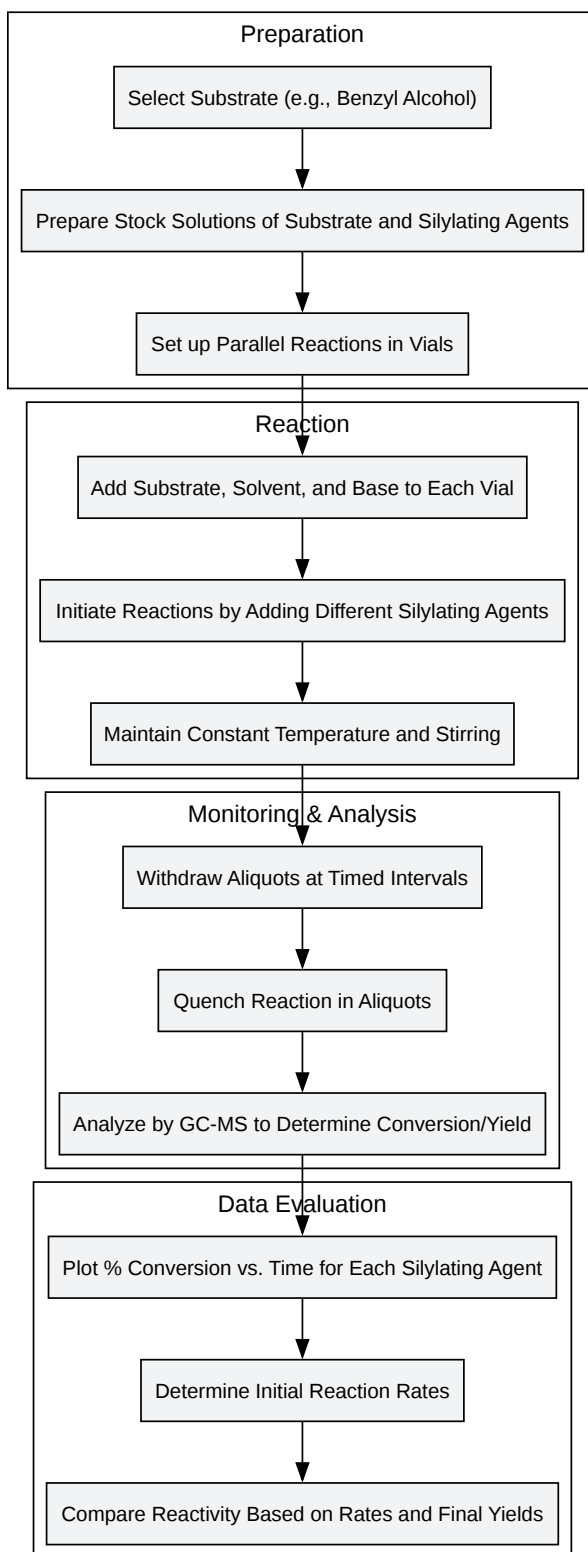 Preparation
Select Substrate (e.g., Benzyl Alcohol)
Prepare Stock Solutions of Substrate and Silylating Agents
Set up Parallel Reactions in Vials
Reaction
Add Substrate, Solvent, and Base to Each Vial
Initiate Reactions by Adding Different Silylating Agents
Maintain Constant Temperature and Stirring
Monitoring & Analysis
Withdraw Aliquots at Timed Intervals
Quench Reaction in Aliquots
Analyze by GC-MS to Determine Conversion/Yield
Data Evaluation
Plot % Conversion vs. Time for Each Silylating Agent
Determine Initial Reaction Rates
Compare Reactivity Based on Rates and Final Yields